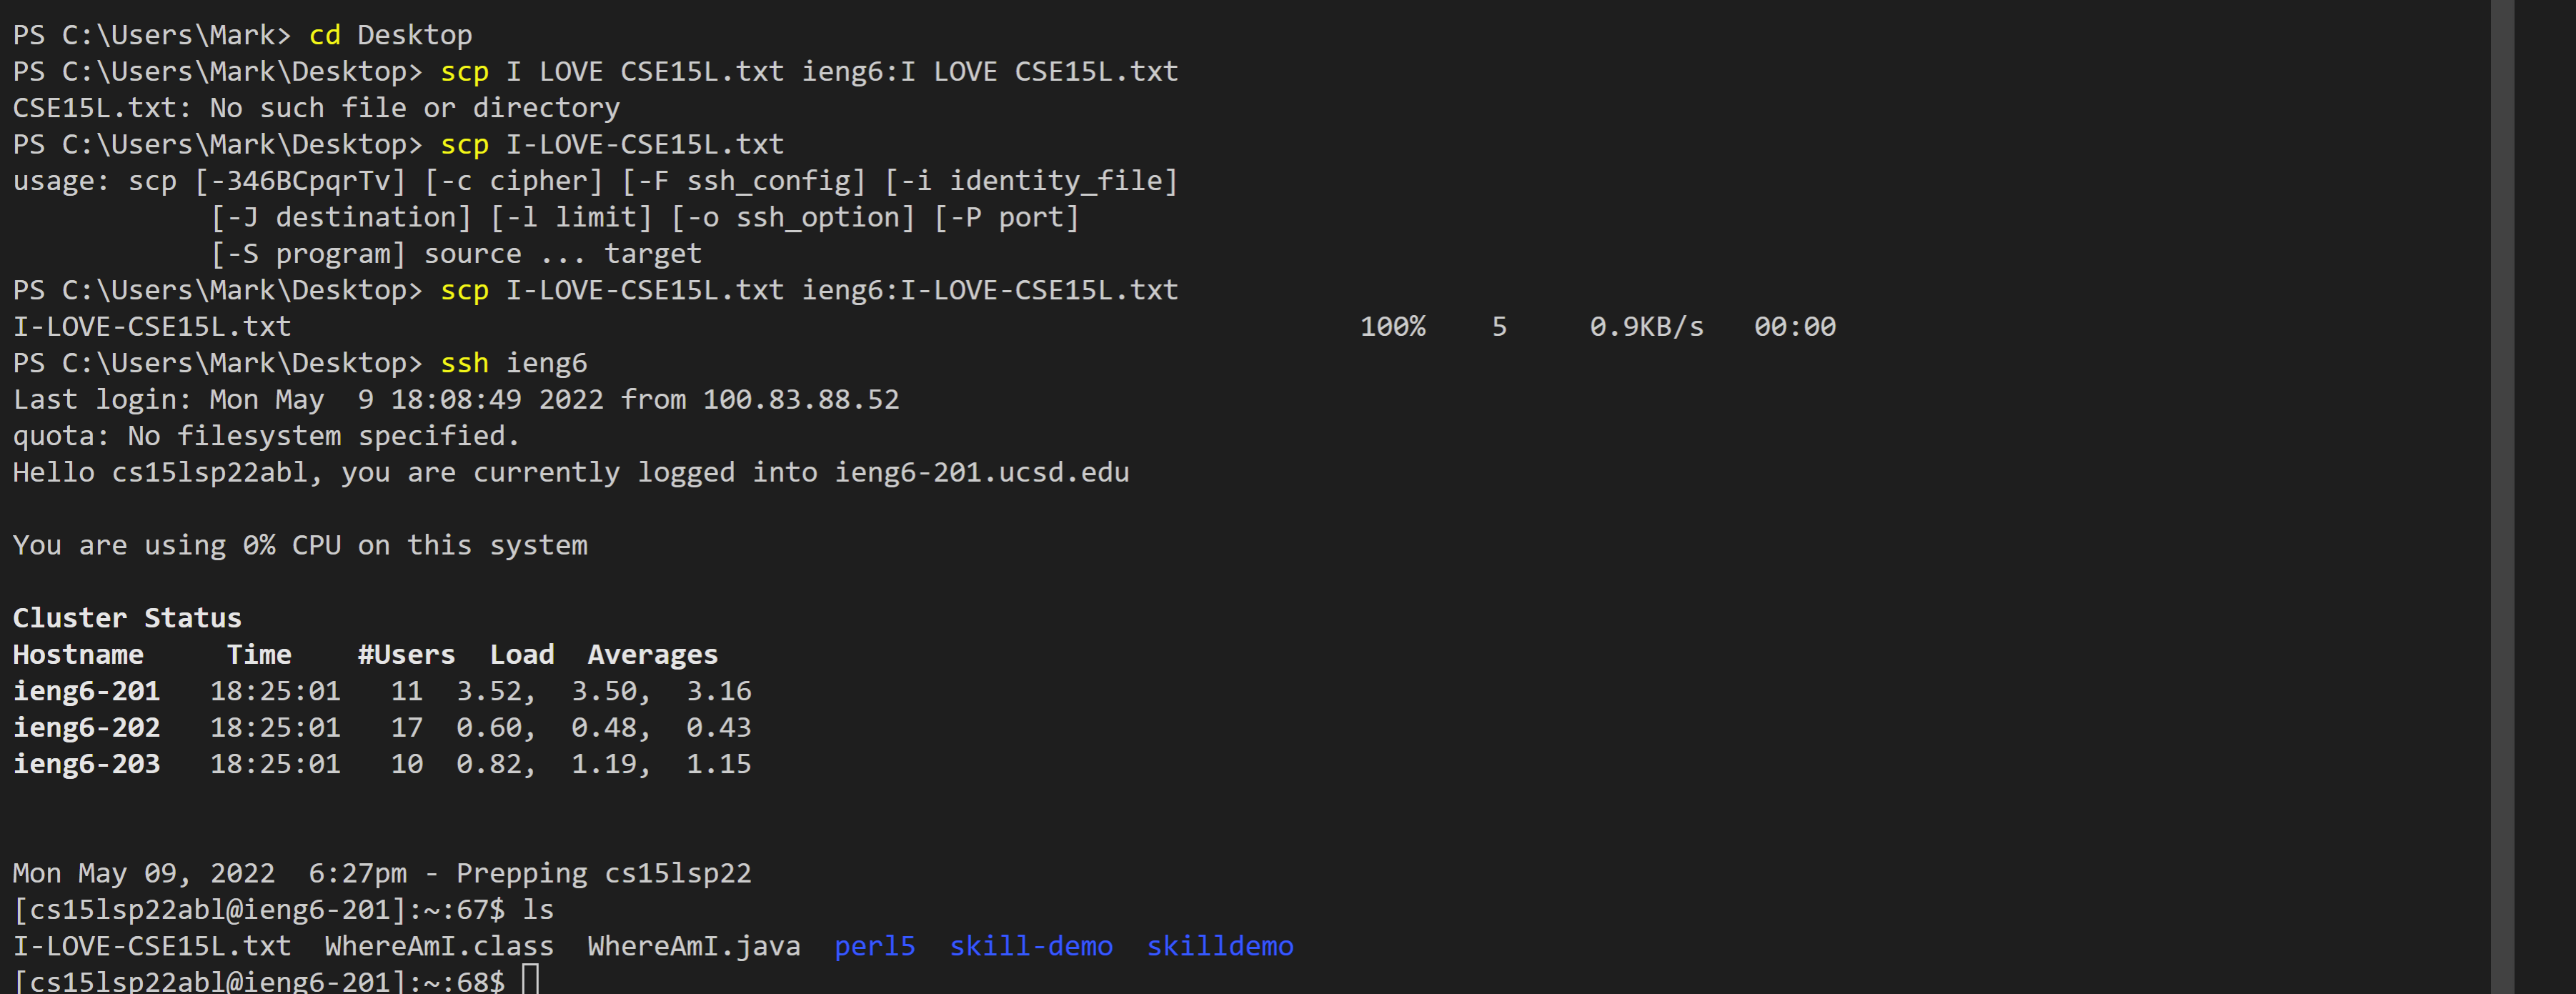 PS C:\Users\Mark> cd Desktop
PS C:\Users\Mark\Desktop> scp I LOVE CSE15L.txt ieng6:I LOVE CSE15L.txt
CSE15L.txt: No such file or directory
PS C:\Users\Mark\Desktop> scp I-LOVE-CSE15L.txt
usage: scp [-346BCpqrTv] [-c cipher] [-F ssh_config] [-i identity_file]
            [-J destination] [-l limit] [-o ssh_option] [-P port]
            [-S program] source ... target
PS C:\Users\Mark\Desktop> scp I-LOVE-CSE15L.txt ieng6:I-LOVE-CSE15L.txt
I-LOVE-CSE15L.txt                                                                 100%    5     0.9KB/s   00:00
PS C:\Users\Mark\Desktop> ssh ieng6
Last login: Mon May  9 18:08:49 2022 from 100.83.88.52
quota: No filesystem specified.
Hello cs15lsp22abl, you are currently logged into ieng6-201.ucsd.edu

You are using 0% CPU on this system

Cluster Status
Hostname     Time    #Users  Load  Averages
ieng6-201   18:25:01   11  3.52,  3.50,  3.16
ieng6-202   18:25:01   17  0.60,  0.48,  0.43
ieng6-203   18:25:01   10  0.82,  1.19,  1.15


Mon May 09, 2022  6:27pm - Prepping cs15lsp22
[cs15lsp22abl@ieng6-201]:~:67$ ls
I-LOVE-CSE15L.txt  WhereAmI.class  WhereAmI.java  perl5  skill-demo  skilldemo
[cs15lsp22abl@ieng6-201]:~:68$